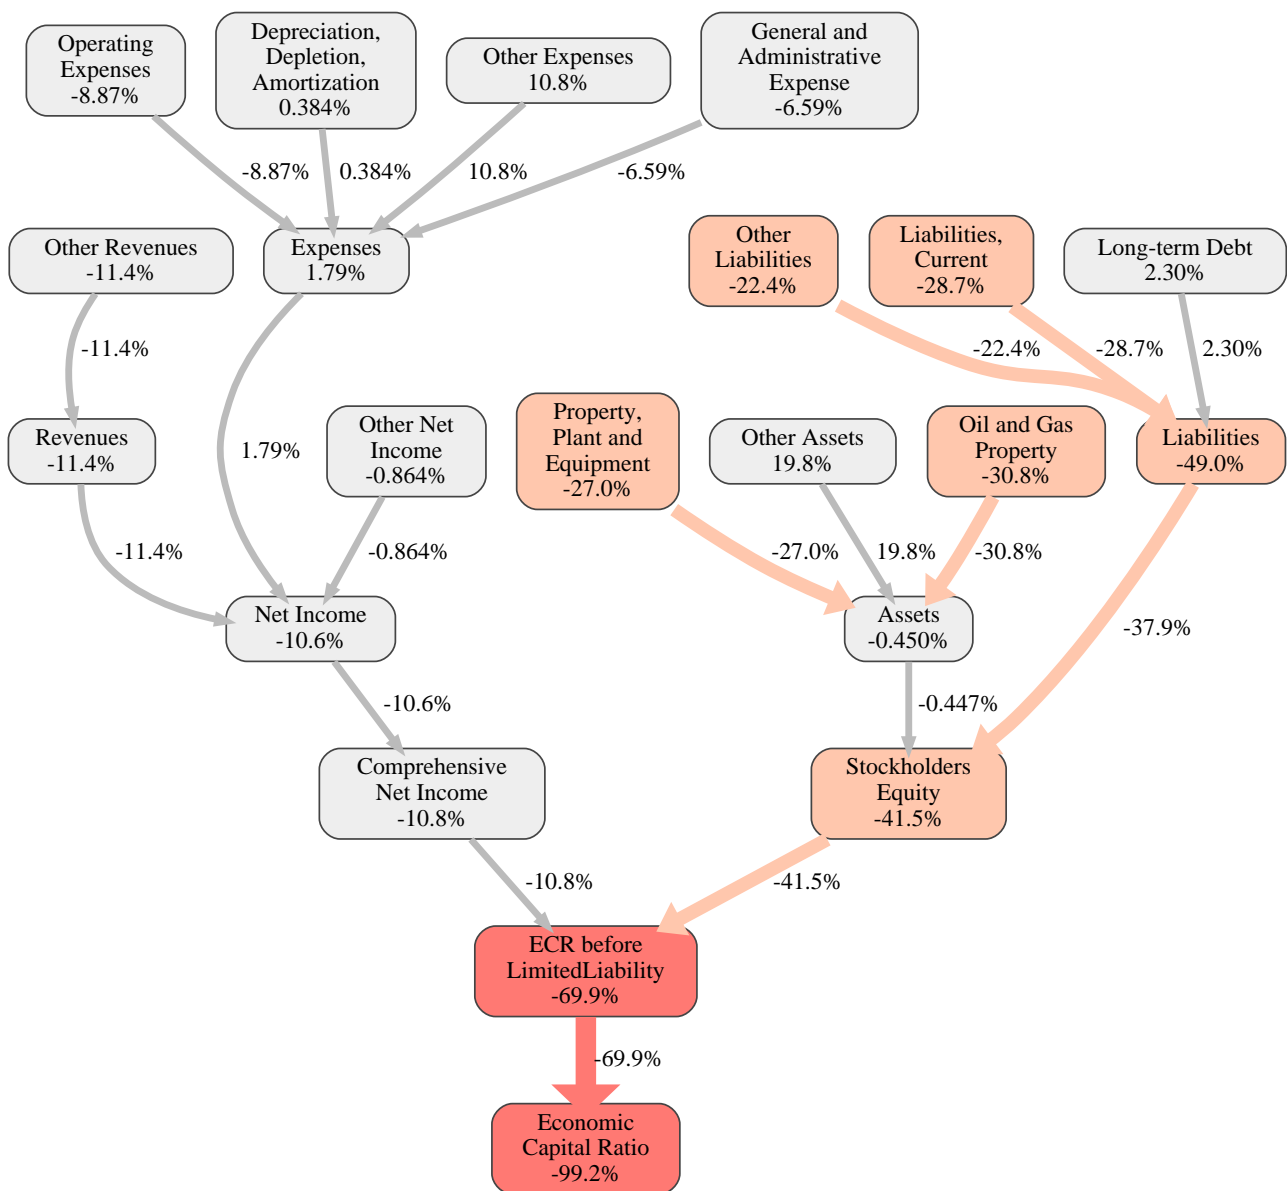 Operating
Expenses
-8.87%
Depreciation,
Depletion,
Amortization
0.384%
Other Expenses
10.8%
General and
Administrative
Expense
-6.59%
-8.87%
0.384%
10.8%
-6.59%
Other Revenues
-11.4%
Expenses
1.79%
Other
Liabilities
-22.4%
Liabilities,
Current
-28.7%
Long-term Debt
2.30%
-11.4%
-22.4%
-28.7%
2.30%
Revenues
-11.4%
1.79%
Other Net
Income
-0.864%
Property,
Plant and
Equipment
-27.0%
Other Assets
19.8%
Oil and Gas
Property
-30.8%
Liabilities
-49.0%
-11.4%
-0.864%
-27.0%
19.8%
-30.8%
Net Income
-10.6%
Assets
-0.450%
-37.9%
-10.6%
-0.447%
Comprehensive
Net Income
-10.8%
Stockholders
Equity
-41.5%
-10.8%
-41.5%
ECR before
LimitedLiability
-69.9%
-69.9%
Economic
Capital Ratio
-99.2%